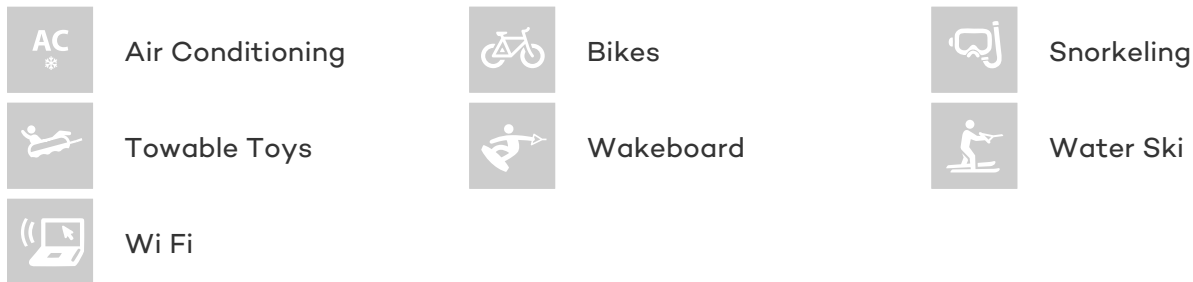 AC
Air Conditioning
Bikes
Snorkeling
Towable Toys
Wakeboard
Water Ski
Wi Fi